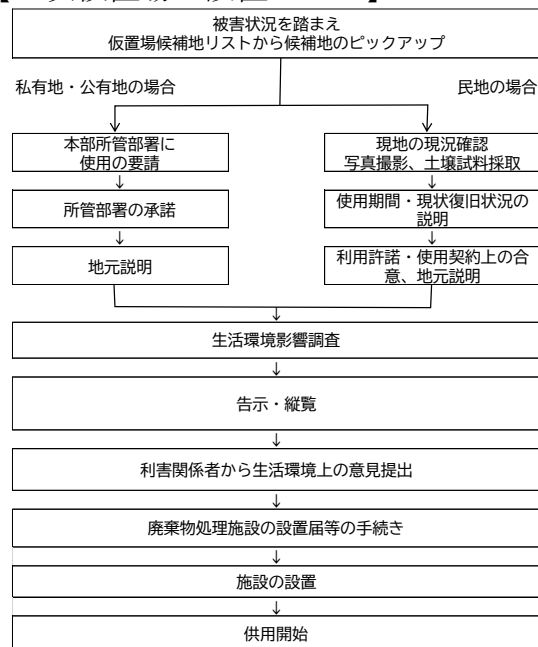 被害状況を踏まえ
仮置場候補地リストから候補地のピックアップ
私有地・公有地の場合
民地の場合
本部所管部署に
使用の要請
現地の現況確認
写真撮影、土壌試料採取
所管部署の承諾
使用期間・現状復旧状況の
説明
地元説明
利用許諾・使用契約上の合
意、地元説明
生活環境影響調査
告示・縦覧
利害関係者から生活環境上の意見提出
廃棄物処理施設の設置届等の手続き
施設の設置
供用開始